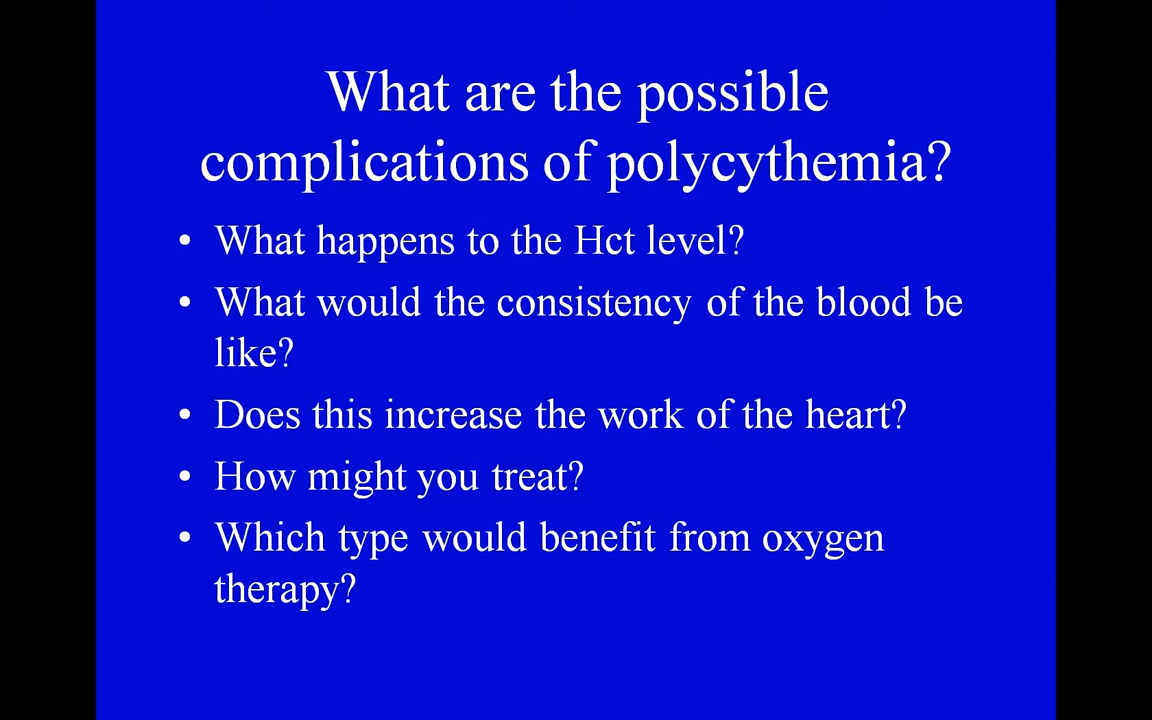 What are the possible
complications of polycythemia?
• What happens to the Hct level?
• What would the consistency of the blood be
like?
• Does this increase the work of the heart?
• How might you treat?
• Which type would benefit from oxygen
therapy?